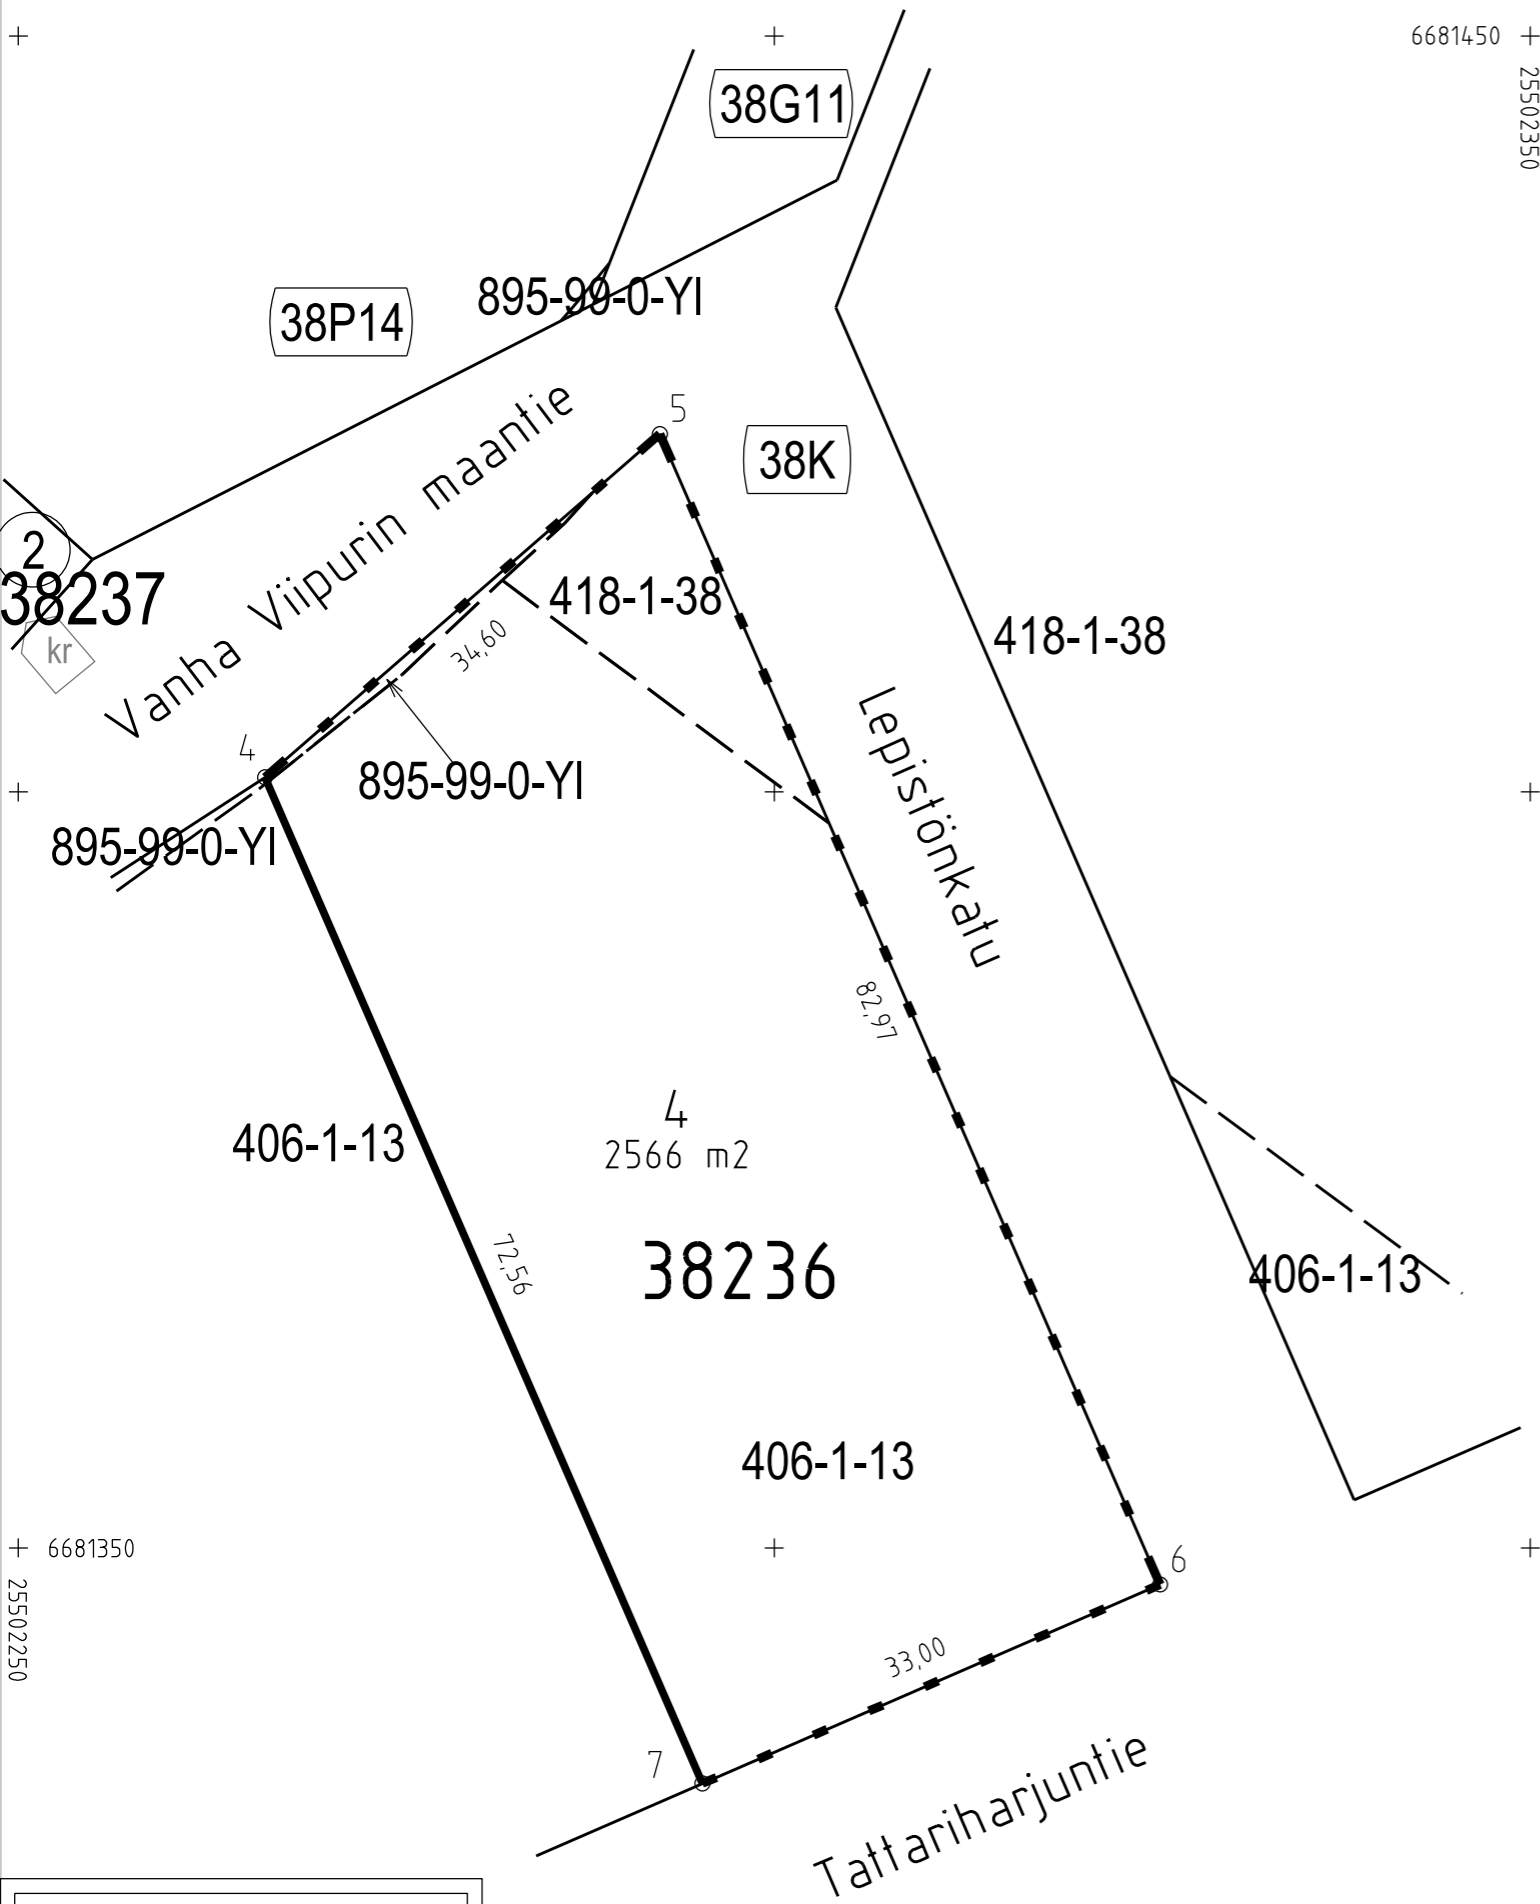 6681450
25502350
38G11
895-99-0-YI
38P14
5
38K
Vanha Viipurin maantie
2
38237
kr
418-1-38
418-1-38
34,60
4
895-99-0-YI
895-99-0-YI
Lepistönkatu
82,97
4
2566 m2
406-1-13
72,56
38236
406-1-13
406-1-13
6681350
25502250
6
33,00
7
Tattariharjuntie